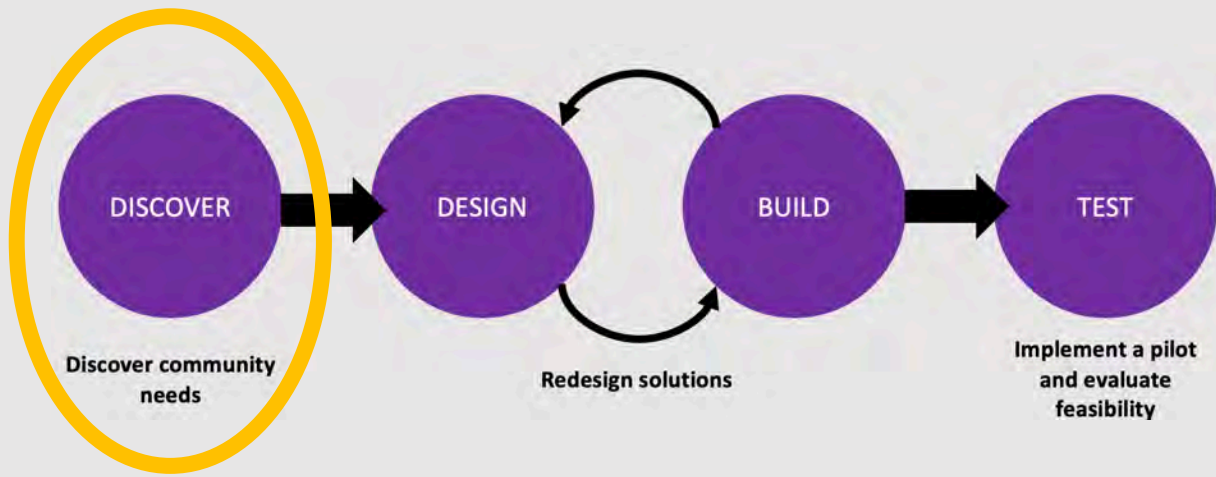 DISCOVER
DESIGN
BUILD
TEST
Discover community
needs
Redesign solutions
Implement a pilot
and evaluate
feasibility